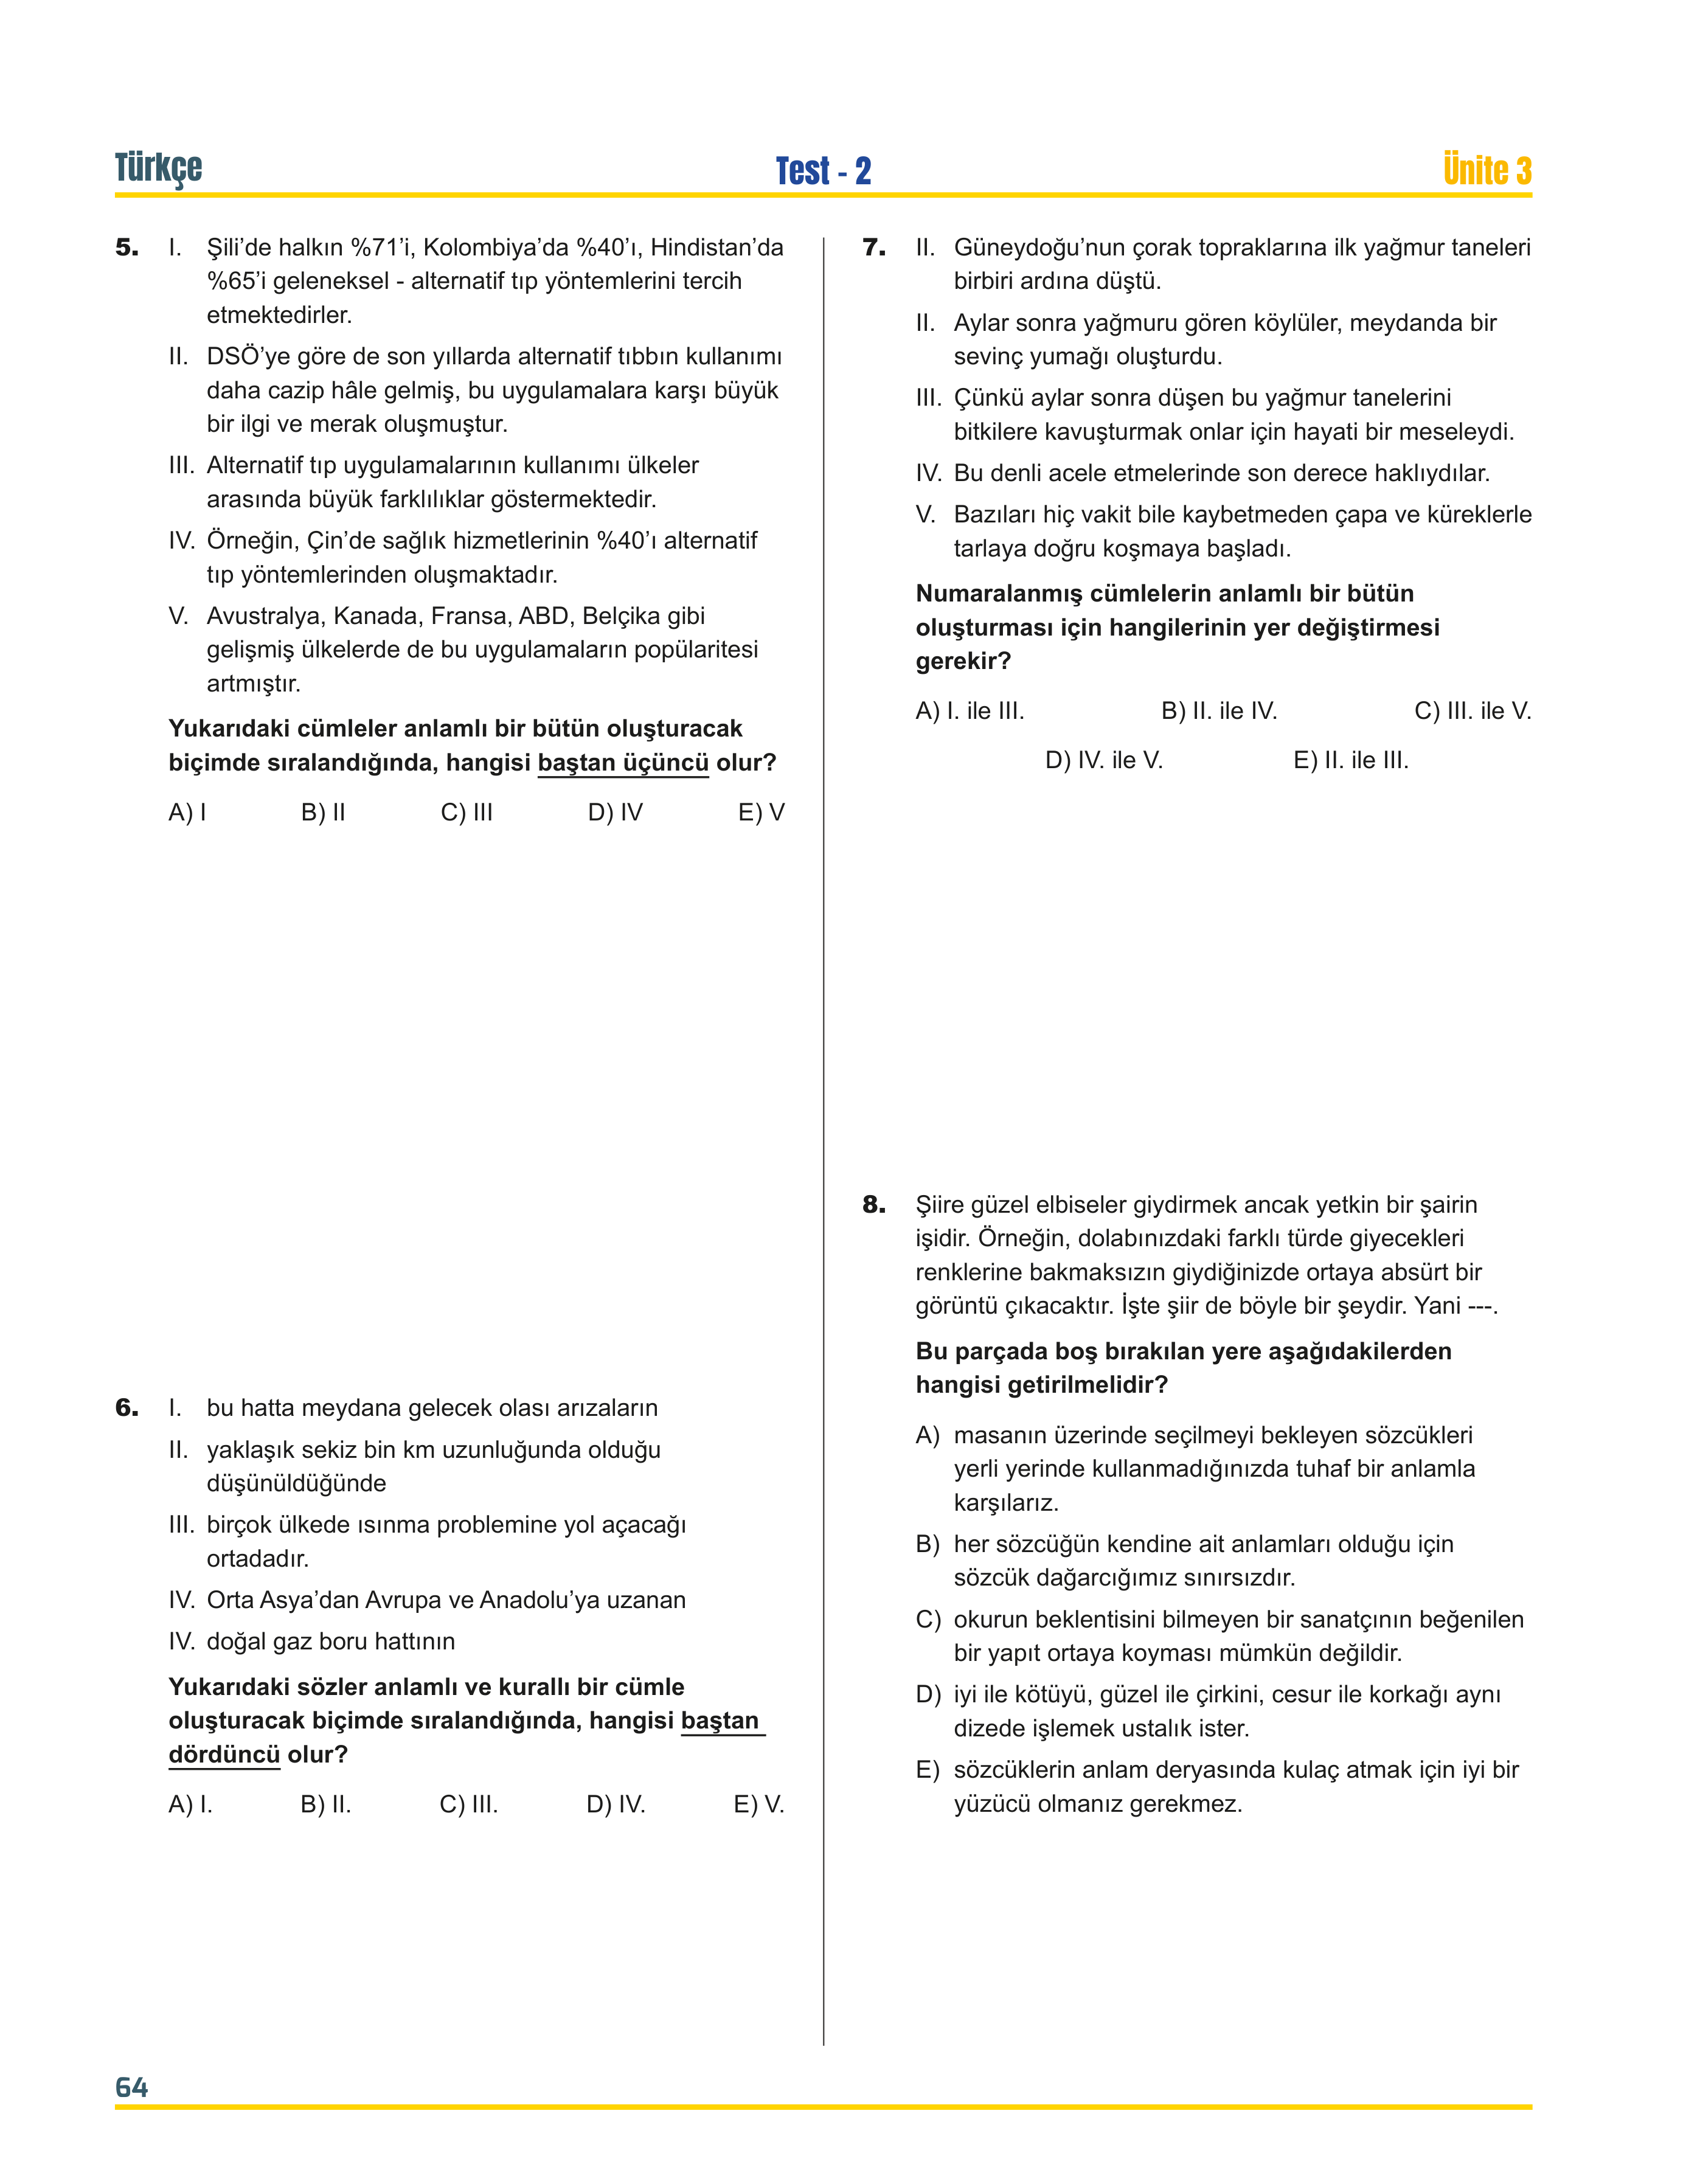 Türkçe
Test - 2
Ünite 3
5. I. Şili’de halkın %71’i, Kolombiya’da %40’ı, Hindistan’da
%65’i geleneksel - alternatif tıp yöntemlerini tercih
etmektedirler.
II. DSÖ’ye göre de son yıllarda alternatif tıbbın kullanımı
daha cazip hâle gelmiş, bu uygulamalara karşı büyük
bir ilgi ve merak oluşmuştur.
III. Alternatif tıp uygulamalarının kullanımı ülkeler
arasında büyük farklılıklar göstermektedir.
IV. Örneğin, Çin’de sağlık hizmetlerinin %40’ı alternatif
tıp yöntemlerinden oluşmaktadır.
V. Avustralya, Kanada, Fransa, ABD, Belçika gibi
gelişmiş ülkelerde de bu uygulamaların popülaritesi
artmıştır.
Yukarıdaki cümleler anlamlı bir bütün oluşturacak
biçimde sıralandığında, hangisi baştan üçüncü olur?
A) I B) II C) III D) IV E) V
6. I. bu hatta meydana gelecek olası arızaların
II. yaklaşık sekiz bin km uzunluğunda olduğu
düşünüldüğünde
III. birçok ülkede ısınma problemine yol açacağı
ortadadır.
IV. Orta Asya’dan Avrupa ve Anadolu’ya uzanan
IV. doğal gaz boru hattının
Yukarıdaki sözler anlamlı ve kurallı bir cümle
oluşturacak biçimde sıralandığında, hangisi baştan
dördüncü olur?
A) I. B) II. C) III. D) IV. E) V.
7. II. Güneydoğu’nun çorak topraklarına ilk yağmur taneleri
birbiri ardına düştü.
II. Aylar sonra yağmuru gören köylüler, meydanda bir
sevinç yumağı oluşturdu.
III. Çünkü aylar sonra düşen bu yağmur tanelerini
bitkilere kavuşturmak onlar için hayati bir meseleydi.
IV. Bu denli acele etmelerinde son derece haklıydılar.
V. Bazıları hiç vakit bile kaybetmeden çapa ve küreklerle
tarlaya doğru koşmaya başladı.
Numaralanmış cümlelerin anlamlı bir bütün
oluşturması için hangilerinin yer değiştirmesi
gerekir?
A) I. ile III. B) II. ile IV. C) III. ile V.
D) IV. ile V. E) II. ile III.
8. Şiire güzel elbiseler giydirmek ancak yetkin bir şairin
işidir. Örneğin, dolabınızdaki farklı türde giyecekleri
renklerine bakmaksızın giydiğinizde ortaya absürt bir
görüntü çıkacaktır. İşte şiir de böyle bir şeydir. Yani ---.
Bu parçada boş bırakılan yere aşağıdakilerden
hangisi getirilmelidir?
A) masanın üzerinde seçilmeyi bekleyen sözcükleri
yerli yerinde kullanmadığınızda tuhaf bir anlamla
karşılarız.
B) her sözcüğün kendine ait anlamları olduğu için
sözcük dağarcığımız sınırsızdır.
C) okurun beklentisini bilmeyen bir sanatçının beğenilen
bir yapıt ortaya koyması mümkün değildir.
D) iyi ile kötüyü, güzel ile çirkini, cesur ile korkağı aynı
dizede işlemek ustalık ister.
E) sözcüklerin anlam deryasında kulaç atmak için iyi bir
yüzücü olmanız gerekmez.
64